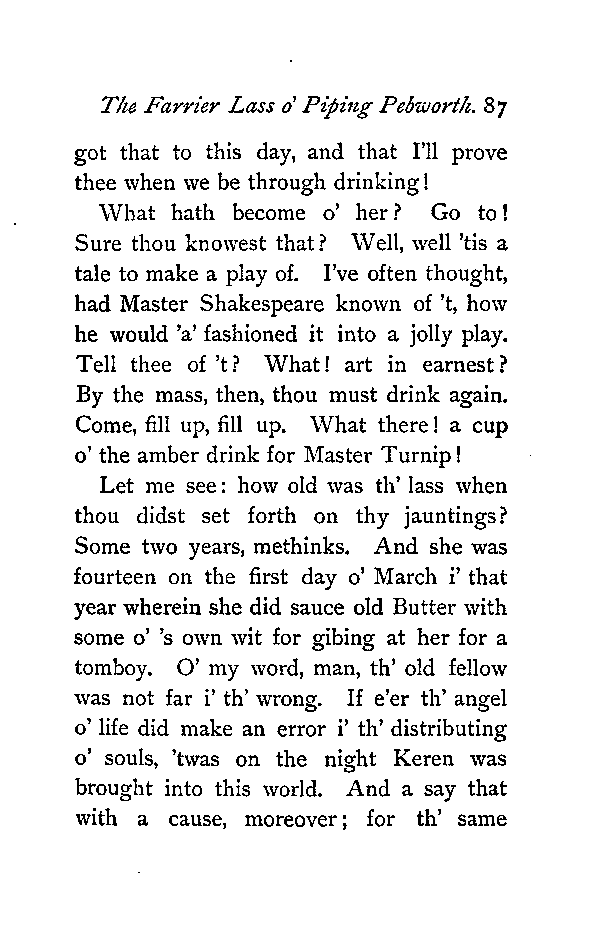 The Farrier Lass o' Piping Pebworth. 87
got that to this day, and that I'll prove
thee when we be through drinking!
What hath become o' her? Go to!
Sure thou knowest that? Well, well 'tis a
tale to make a play of. I've often thought,
had Master Shakespeare known of 't, how
he would 'a' fashioned it into a jolly play.
Tell thee of 't? What! art in earnest?
By the mass, then, thou must drink again.
Come, fill up, fill up. What there! a cup
o' the amber drink for Master Turnip!
Let me see: how old was th' lass when
thou didst set forth on thy jauntings?
Some two years, methinks. And she was
fourteen on the first day o' March i' that
year wherein she did sauce old Butter with
some o' 's own wit for gibing at her for a
tomboy. O' my word, man, th' old fellow
was not far i' th' wrong. If e'er th' angel
o' life did make an error i' th' distributing
o' souls, 'twas on the night Keren was
brought into this world. And a say that
with a cause, moreover; for th' same